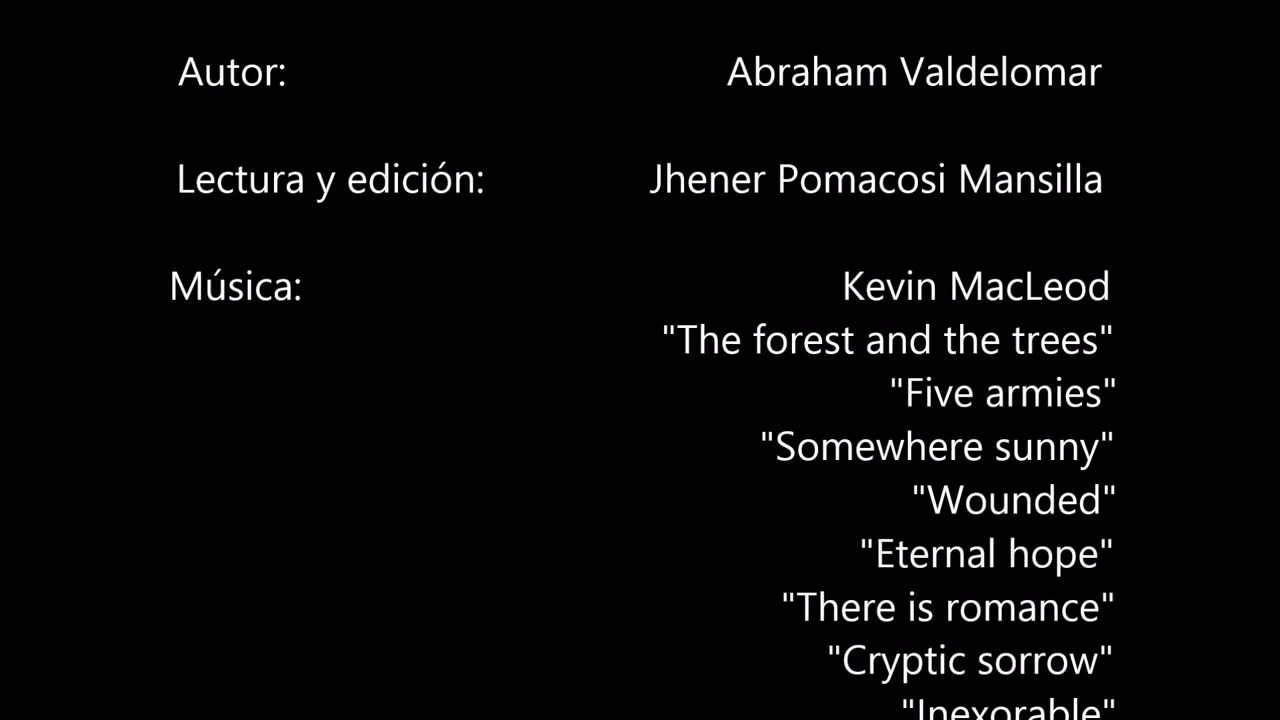 Autor: Abraham Valdelomar
Lectura y edición: Jhener Pomacosi Mansilla
Música: Kevin MacLeod
"The forest and the trees"
"Five armies"
"Somewhere sunny"
"Wounded"
"Eternal hope"
"There is romance"
"Cryptic sorrow"
"Inexorable"